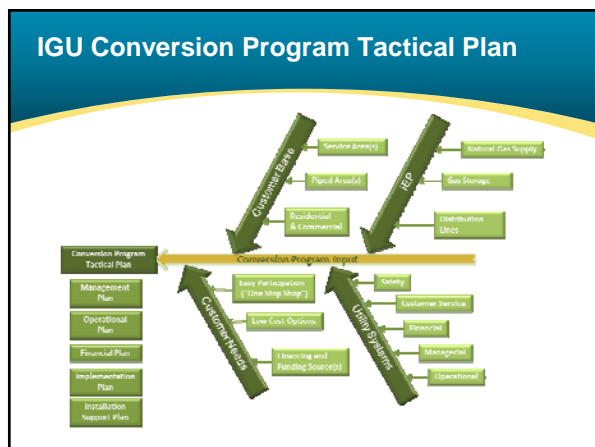 IGU Conversion Program Tactical Plan
Customer Base
Service Area(s)
Piped Area(s)
Residential
& Commercial
IEP
Natural Gas Supply
Gas Storage
Distribution
Lines
Conversion Program
Tactical Plan
Conversion Program Input
Management
Plan
Operational
Plan
Financial Plan
Implementation
Plan
Installation
Support Plan
Customer Needs
Easy Participation
("One Stop Shop")
Low Cost Options
Financing and
Funding Source(s)
Utility Systems
Safety
Customer Service
Financial
Managerial
Operational